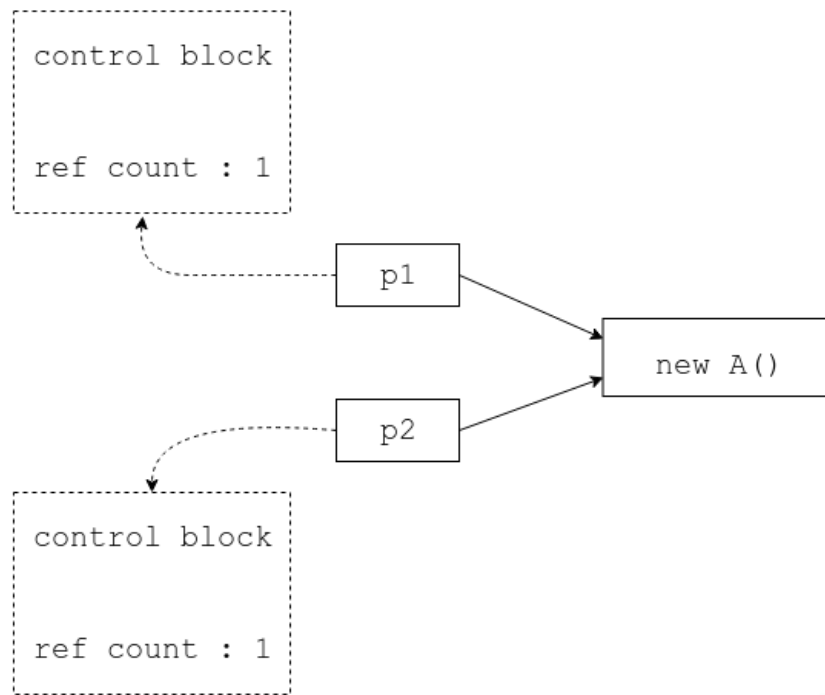 control block
ref count : 1
p1
new A()
p2
control block
ref count : 1